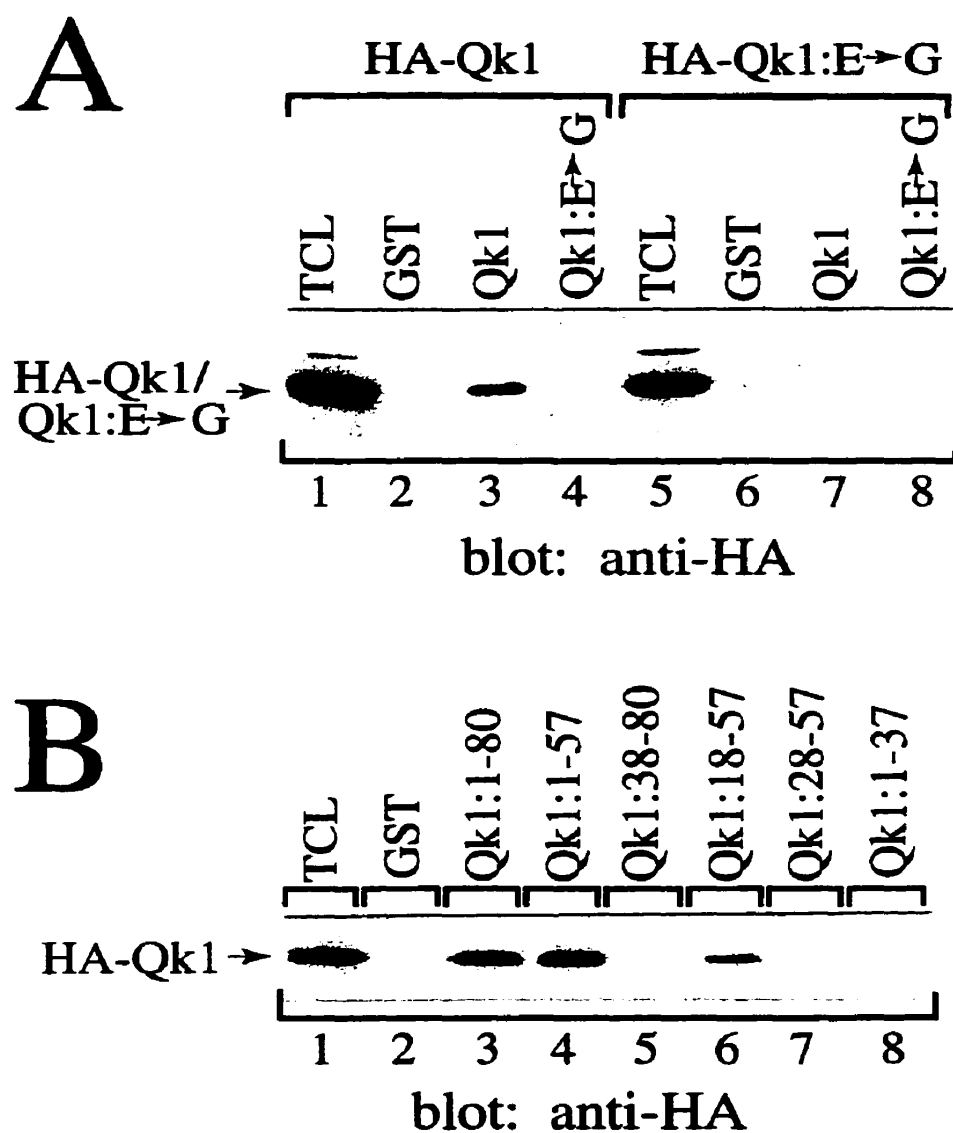 A
HA-Qk1 HA-Qk1:E→G
TCL GST Qk1 Qk1:E→G TCL GST Qk1 Qk1:E→G
HA-Qk1/
Qk1:E→G
1 2 3 4 5 6 7 8
blot: anti-HA
B
TCL GST Qk1:1-80 Qk1:1-57 Qk1:38-80 Qk1:18-57 Qk1:28-57 Qk1:1-37
HA-Qk1
1 2 3 4 5 6 7 8
blot: anti-HA